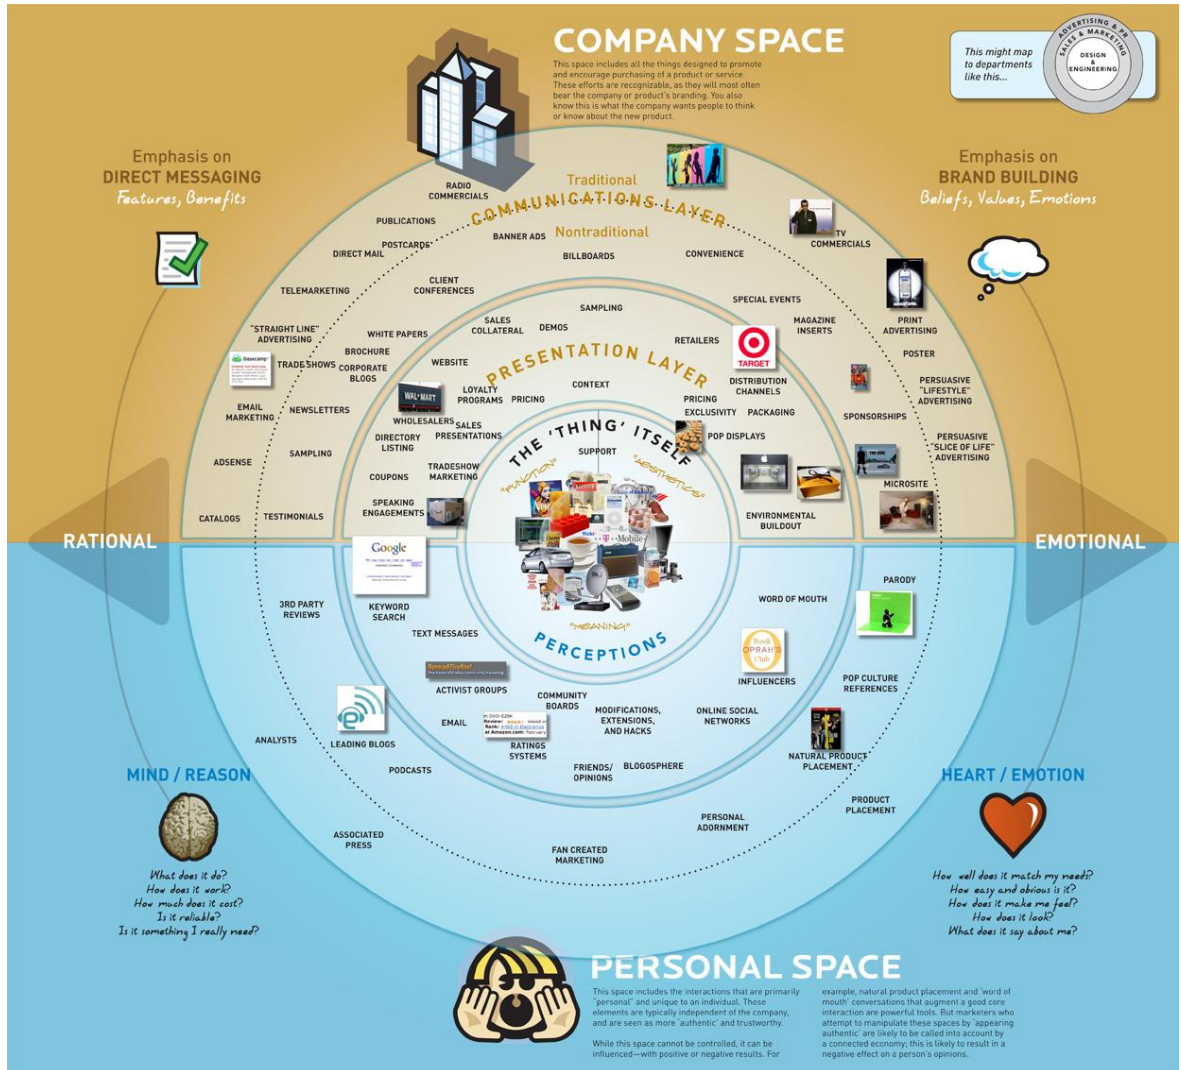 COMPANY SPACE
This space includes all the things designed to promote
and encourage purchasing of a product or service.
These efforts are recognizable, as they will most often
bear the company or product's branding. You also
know this is what the company wants people to think
or know about the new product.
This might map
to departments
like this...
ADVERTISING & PR
SALES & MARKETING
DESIGN
&
ENGINEERING
Emphasis on
DIRECT MESSAGING
Features, Benefits
Emphasis on
BRAND BUILDING
Beliefs, Values, Emotions
Traditional
COMMUNICATIONS LAYER
Nontraditional
RADIO
COMMERCIALS
PUBLICATIONS
POSTCARDS
DIRECT MAIL
BANNER ADS
BILLBOARDS
CONVENIENCE
TV
COMMERCIALS
TELEMARKETING
CLIENT
CONFERENCES
SPECIAL EVENTS
MAGAZINE
INSERTS
PRINT
ADVERTISING
POSTER
"STRAIGHT LINE"
ADVERTISING
WHITE PAPERS
BROCHURE
TRADESHOWS
CORPORATE
BLOGS
Basecamp
EMAIL
MARKETING
NEWSLETTERS
ADSENSE
SAMPLING
CATALOGS
TESTIMONIALS
SAMPLING
SALES
COLLATERAL
DEMOS
RETAILERS
TARGET
WEBSITE
PRESENTATION LAYER
CONTEXT
LOYALTY
PROGRAMS
PRICING
PRICING
EXCLUSIVITY
DISTRIBUTION
CHANNELS
PACKAGING
POP DISPLAYS
WAL*MART
WHOLESALERS
SALES
PRESENTATIONS
DIRECTORY
LISTING
COUPONS
TRADESHOW
MARKETING
SPEAKING
ENGAGEMENTS
ENVIRONMENTAL
BUILDOUT
SPONSORSHIPS
PERSUASIVE
"LIFESTYLE"
ADVERTISING
PERSUASIVE
"SLICE OF LIFE"
ADVERTISING
MICROSITE
THE 'THING' ITSELF
SUPPORT
"FUNCTION"
"AESTHETICS"
flickr
T-Mobile
"MEANING"
PERCEPTIONS
RATIONAL
EMOTIONAL
Google
KEYWORD
SEARCH
3RD PARTY
REVIEWS
TEXT MESSAGES
SpreadFirefox!
ACTIVIST GROUPS
EMAIL
COMMUNITY
BOARDS
RATINGS
SYSTEMS
MODIFICATIONS,
EXTENSIONS,
AND HACKS
FRIENDS/
OPINIONS
BLOGOSPHERE
ONLINE SOCIAL
NETWORKS
WORD OF MOUTH
Book
OPRAH'S
Club
INFLUENCERS
PARODY
POP CULTURE
REFERENCES
NATURAL PRODUCT
PLACEMENT
PRODUCT
PLACEMENT
PERSONAL
ADORNMENT
FAN CREATED
MARKETING
ASSOCIATED
PRESS
PODCASTS
LEADING BLOGS
ANALYSTS
MIND / REASON
What does it do?
How does it work?
How much does it cost?
Is it reliable?
Is it something I really need?
HEART / EMOTION
How well does it match my needs?
How easy and obvious is it?
How does it make me feel?
How does it look?
What does it say about me?
PERSONAL SPACE
This space includes the interactions that are primarily
"personal" and unique to an individual. These
elements are typically independent of the company,
and are seen as more 'authentic' and trustworthy.
While this space cannot be controlled, it can be
influenced—with positive or negative results. For
example, natural product placement and 'word of
mouth' conversations that augment a good core
interaction are powerful tools. But marketers who
attempt to manipulate these spaces by 'appearing
authentic' are likely to be called into account by
a connected economy; this is likely to result in a
negative effect on a person's opinions.